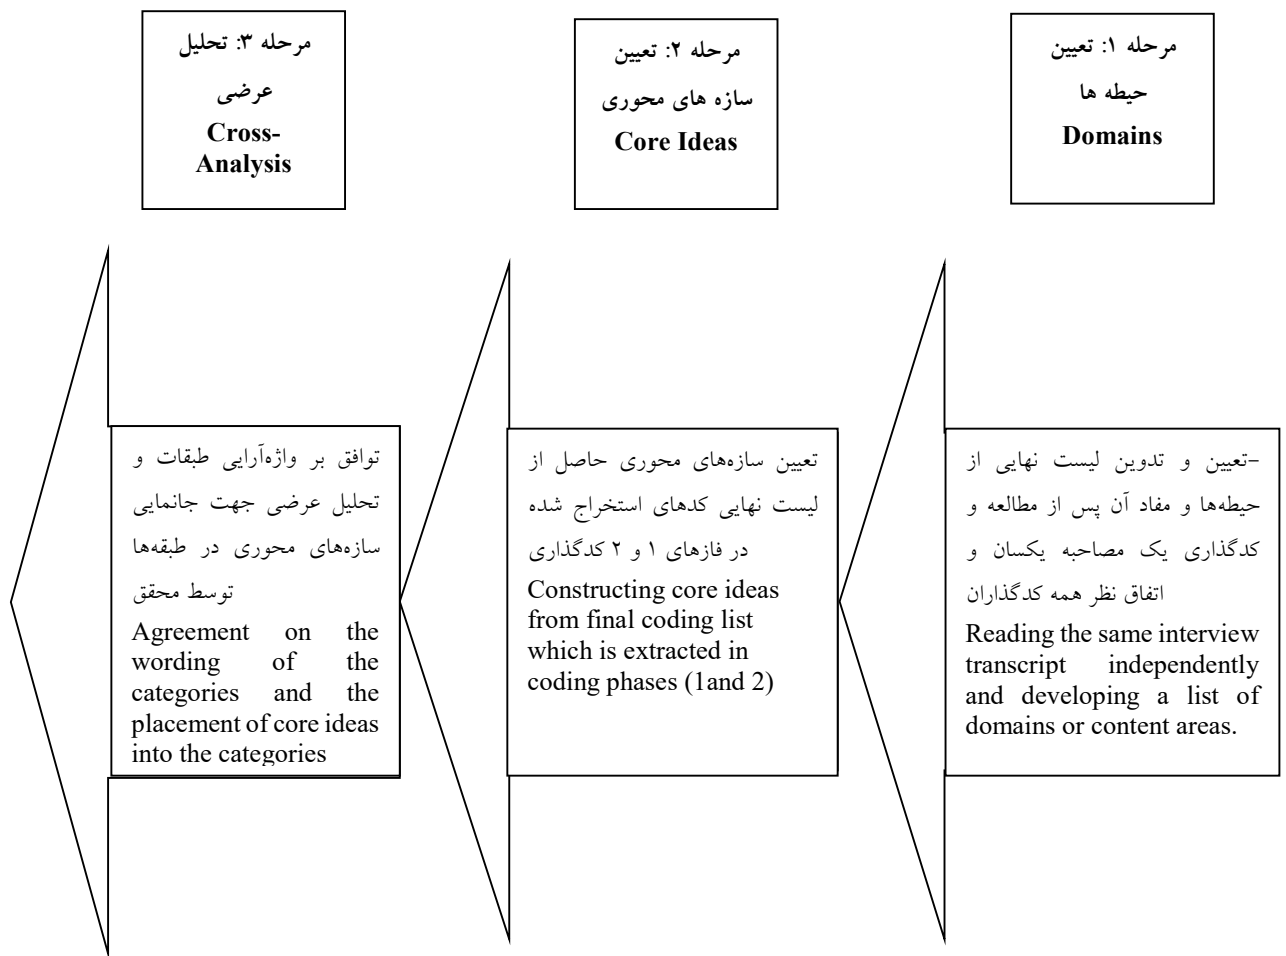 مرحله ۱: تعیین
حیطه ها
Domains
مرحله ۲: تعیین
سازه های محوری
Core Ideas
مرحله ۳: تحلیل
عرضی
Cross-
Analysis
-تعیین و تدوین لیست نهایی از
حیطه‌ها و مفاد آن پس از مطالعه و
کدگذاری یک مصاحبه یکسان و
اتفاق نظر همه کدگذاران
Reading the same interview
transcript independently
and developing a list of
domains or content areas.
تعیین سازه‌های محوری حاصل از
لیست نهایی کدهای استخراج شده
در فازهای ۱ و ۲ کدگذاری
Constructing core ideas
from final coding list
which is extracted in
coding phases (1and 2)
توافق بر واژه‌آرایی طبقات و
تحلیل عرضی جهت جانمایی
سازه‌های محوری در طبقه‌ها
توسط محقق
Agreement on the
wording of the
categories and the
placement of core ideas
into the categories